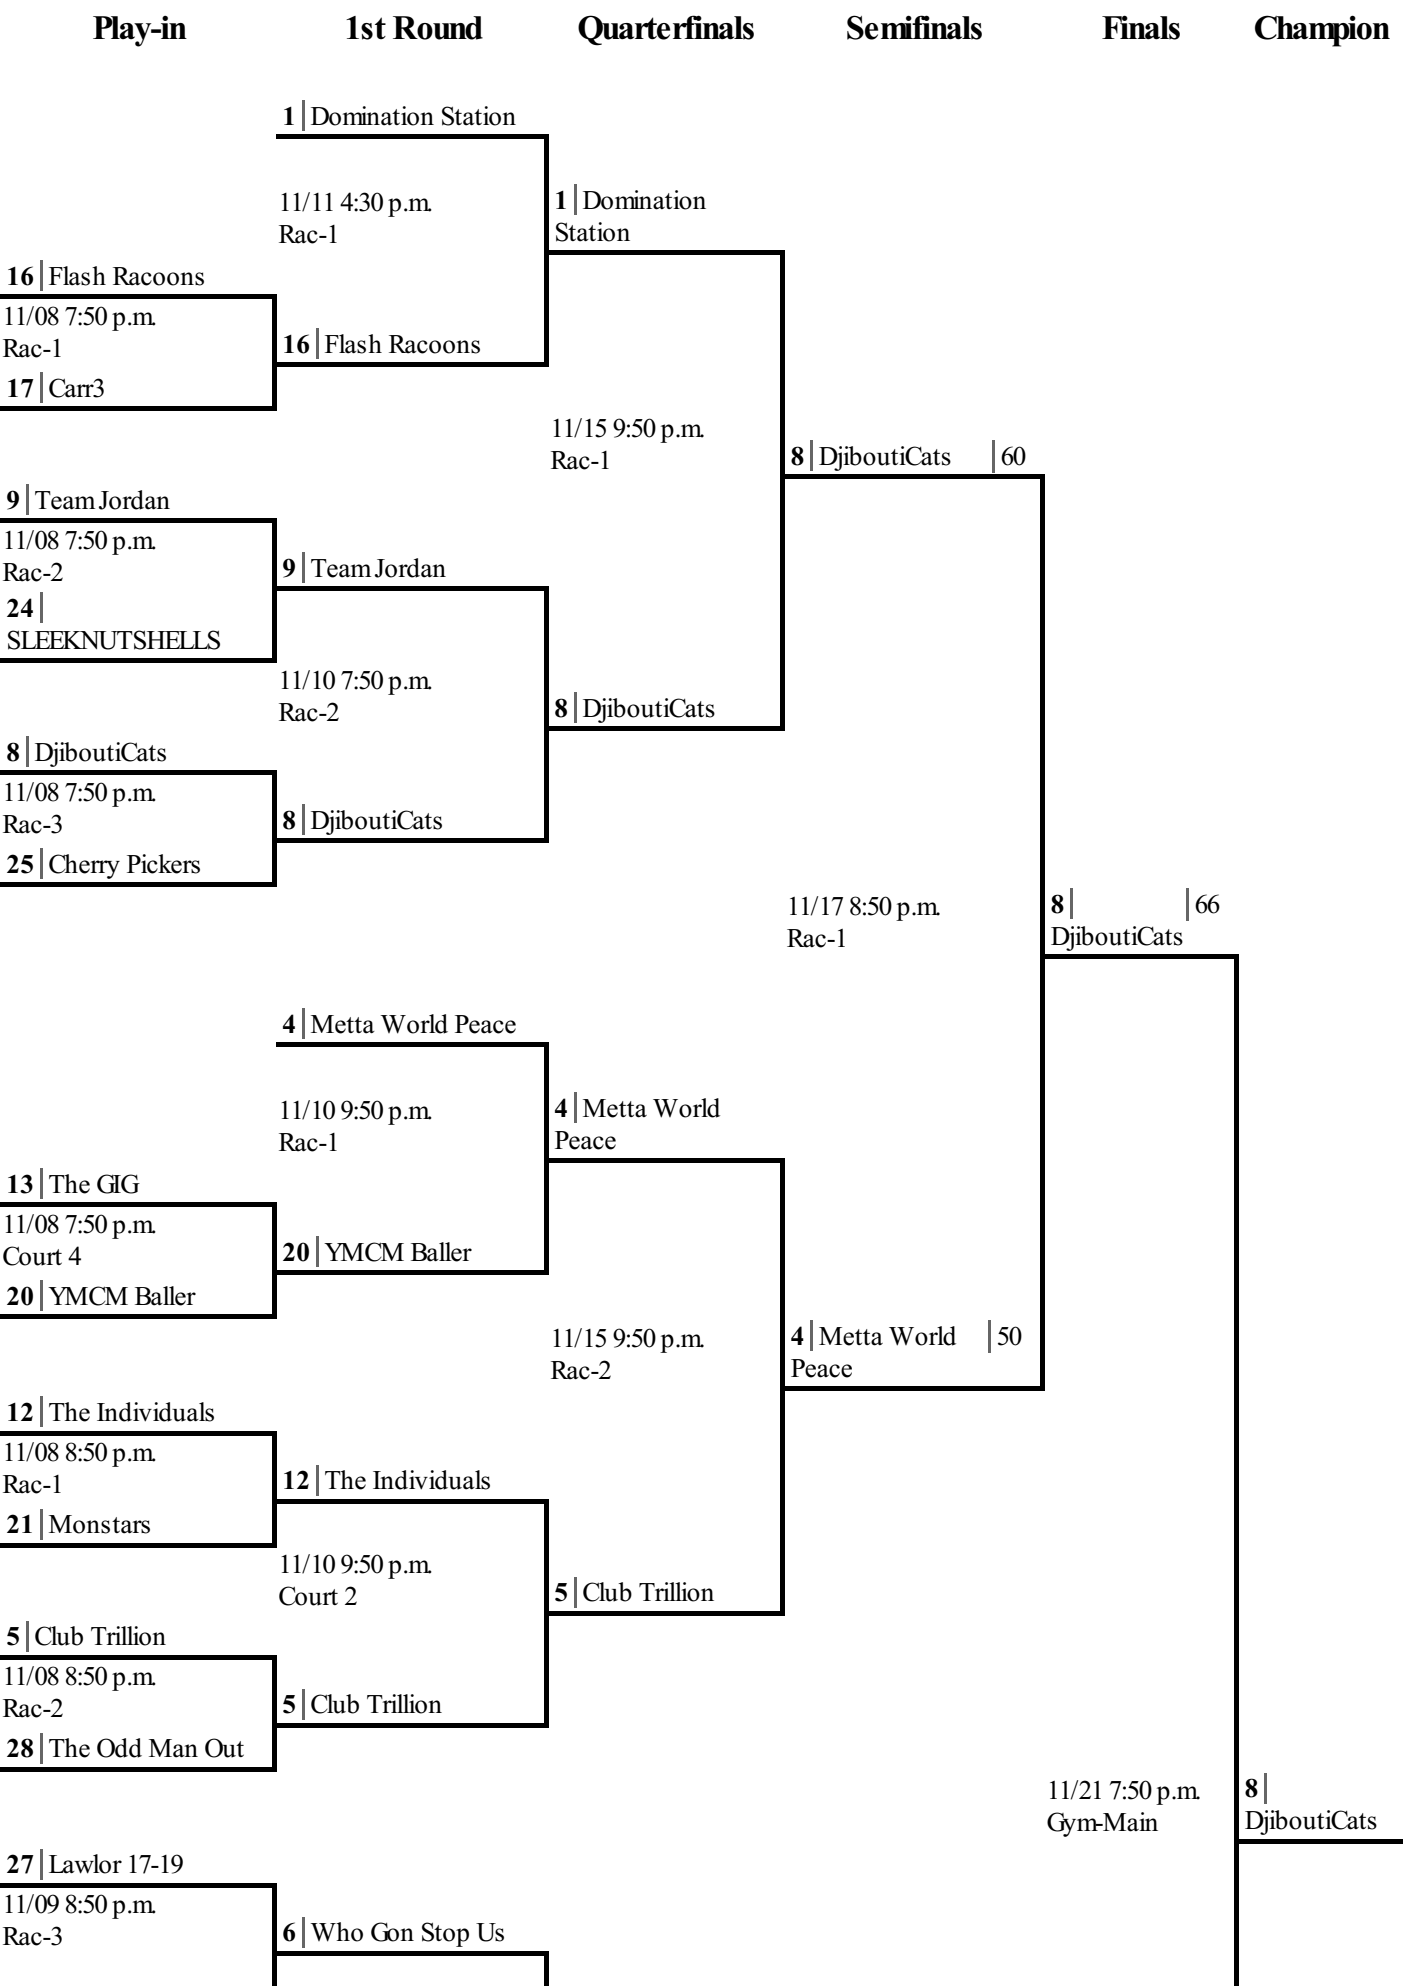 Play-in 1st Round Quarterfinals Semifinals Finals Champion
1 Domination Station
11/11 4:30 p.m.
Rac-1
1 Domination
Station
16 Flash Racoons
11/08 7:50 p.m.
Rac-1
17 Carr3
16 Flash Racoons
11/15 9:50 p.m.
Rac-1
8 DjiboutiCats 60
9 Team Jordan
11/08 7:50 p.m.
Rac-2
24
SLEEKNUTSHELLS
9 Team Jordan
11/10 7:50 p.m.
Rac-2
8 DjiboutiCats
8 DjiboutiCats
11/08 7:50 p.m.
Rac-3
25 Cherry Pickers
8 DjiboutiCats
11/17 8:50 p.m.
Rac-1
8 66
DjiboutiCats
4 Metta World Peace
11/10 9:50 p.m.
Rac-1
4 Metta World
Peace
13 The GIG
11/08 7:50 p.m.
Court 4
20 YMCM Baller
20 YMCM Baller
11/15 9:50 p.m.
Rac-2
4 Metta World 50
Peace
12 The Individuals
11/08 8:50 p.m.
Rac-1
21 Monstars
12 The Individuals
11/10 9:50 p.m.
Court 2
5 Club Trillion
5 Club Trillion
11/08 8:50 p.m.
Rac-2
28 The Odd Man Out
5 Club Trillion
11/21 7:50 p.m.
Gym-Main
8
DjiboutiCats
27 Lawlor 17-19
11/09 8:50 p.m.
Rac-3
6 Who Gon Stop Us